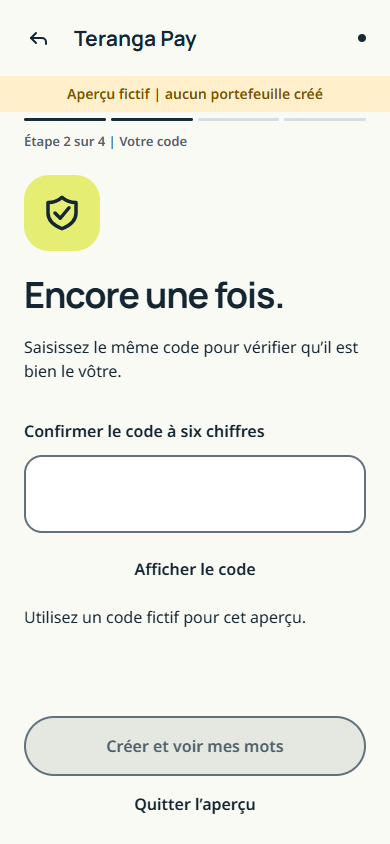 Teranga Pay
Aperçu fictif | aucun portefeuille créé
Étape 2 sur 4 | Votre code
Encore une fois.
Saisissez le même code pour vérifier qu’il est
bien le vôtre.
Confirmer le code à six chiffres
Afficher le code
Utilisez un code fictif pour cet aperçu.
Créer et voir mes mots
Quitter l’aperçu